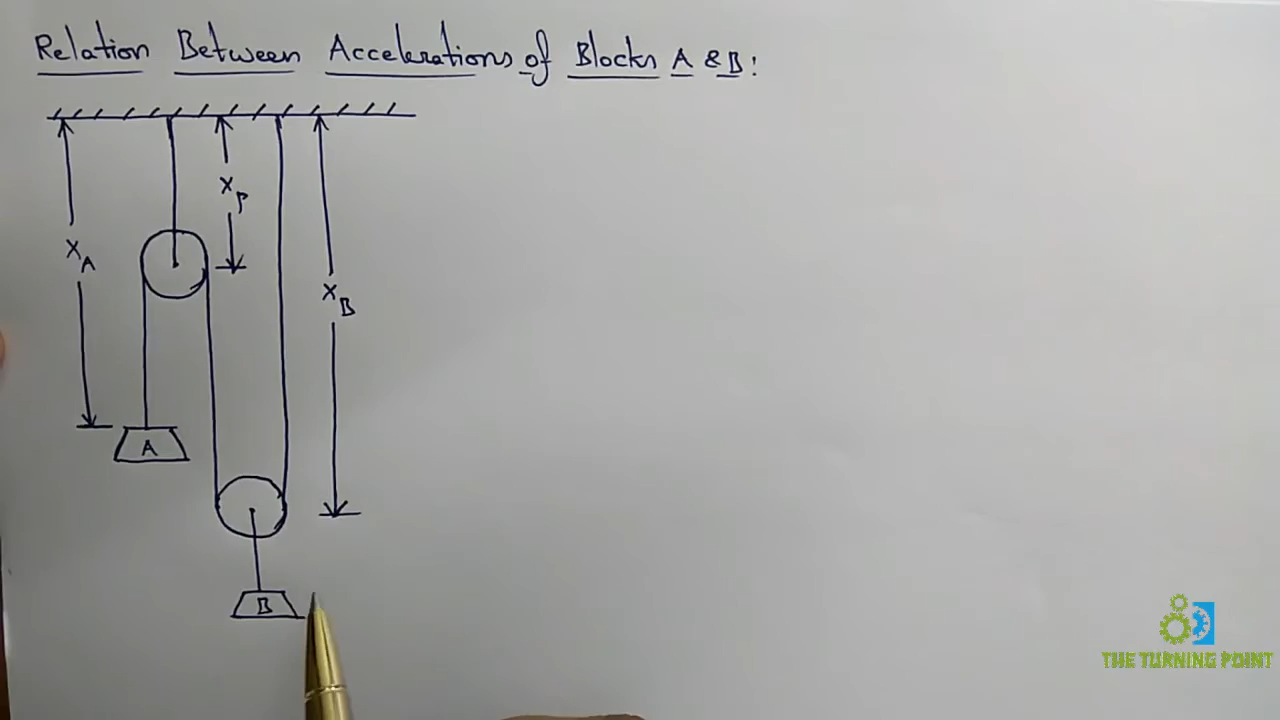 Relation Between Accelerations of Blocks A & B:
X_P
X_A
X_B
A
B
THE TURNING POINT